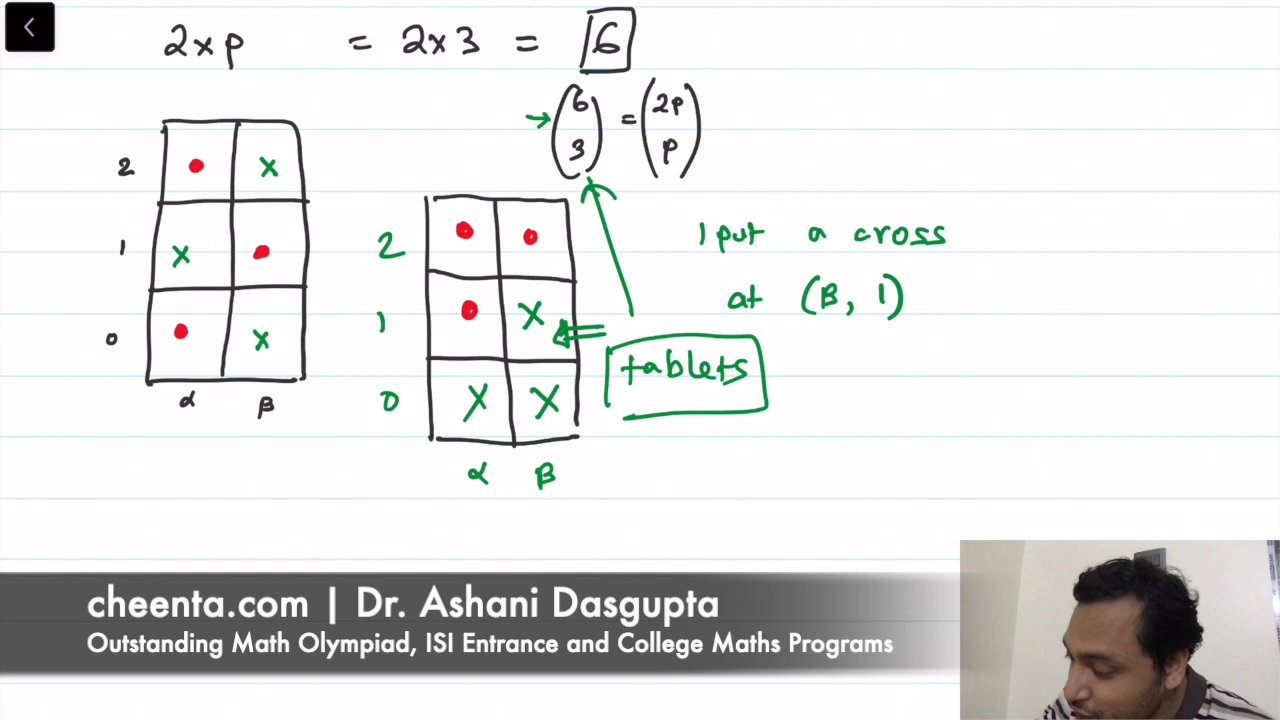 2 x p = 2 x 3 = 6
→ (6 3) = (2p p)
2 x
1 x
0 x
α β
2
1 x
0 x x
α β
I put a cross
at (β, 1)
tablets
cheenta.com | Dr. Ashani Dasgupta
Outstanding Math Olympiad, ISI Entrance and College Maths Programs